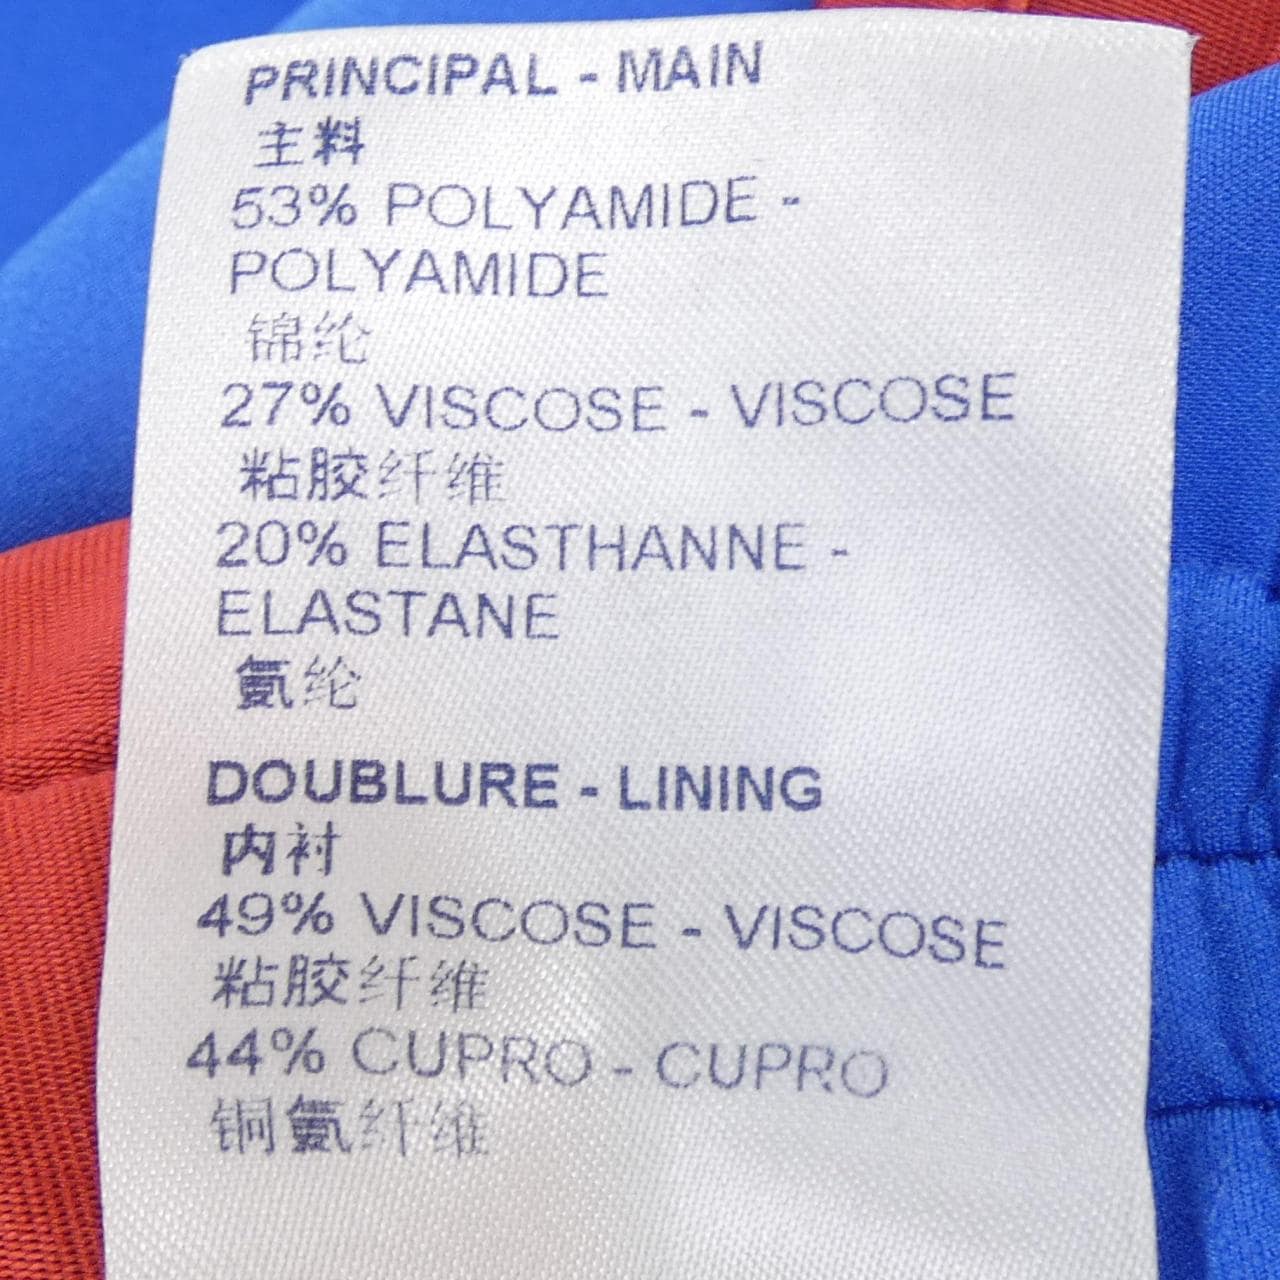 PRINCIPAL - MAIN
主料
53% POLYAMIDE -
POLYAMIDE
锦纶
27% VISCOSE - VISCOSE
粘胶纤维
20% ELASTHANNE -
ELASTANE
氨纶
DOUBLURE - LINING
内衬
49% VISCOSE - VISCOSE
粘胶纤维
44% CUPRO - CUPRO
铜氨纤维